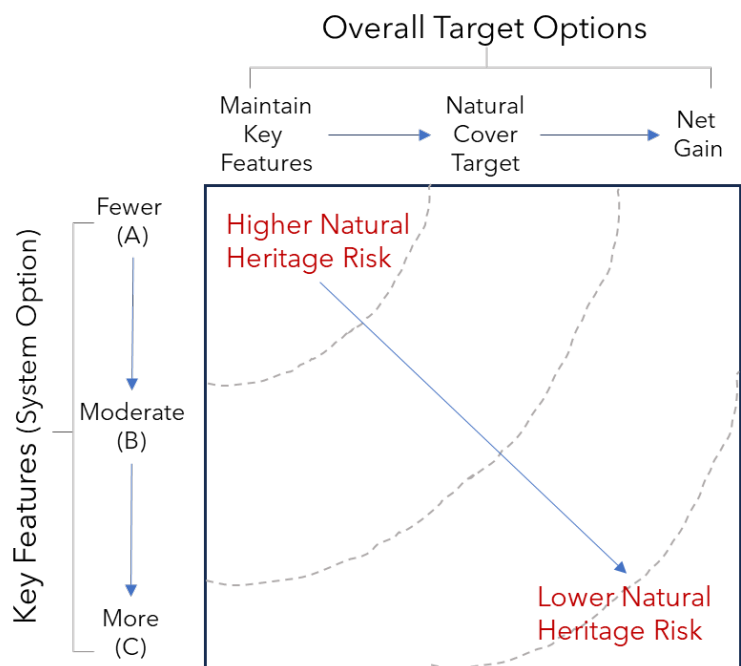 Overall Target Options
Maintain
Key
Features
Natural
Cover
Target
Net
Gain
Key Features (System Option)
Fewer
(A)
Moderate
(B)
More
(C)
Higher Natural
Heritage Risk
Lower Natural
Heritage Risk